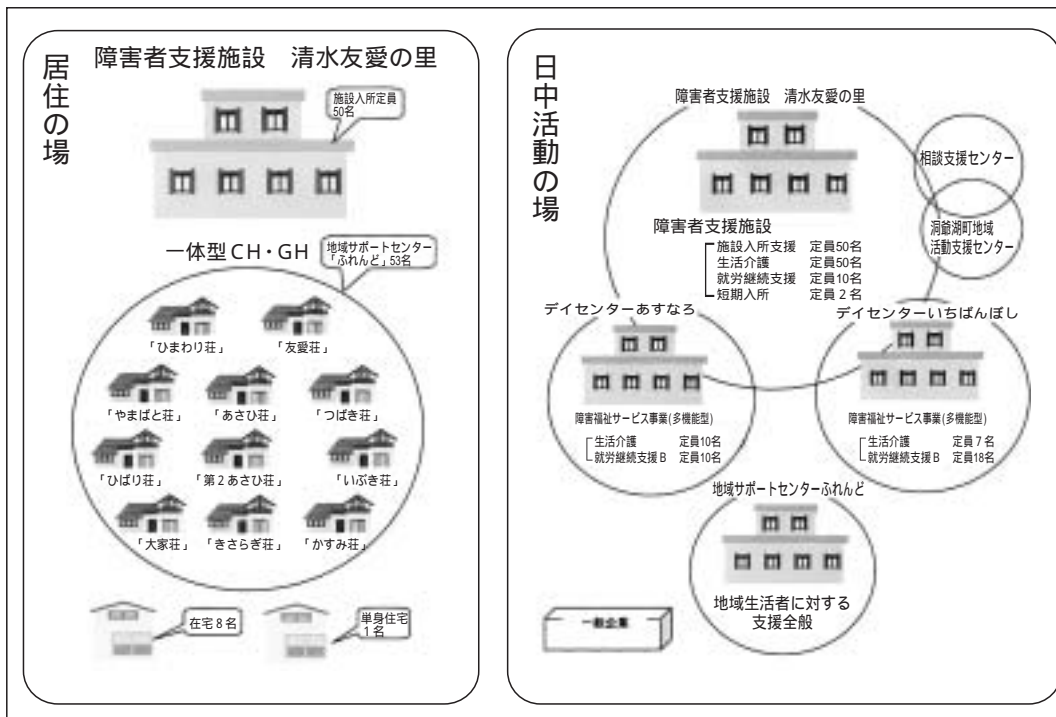 居住の場
障害者支援施設　清水友愛の里
施設入所定員
50名
一体型CH・GH
地域サポートセンター
「ふれんど」53名
「ひまわり荘」
「友愛荘」
「やまばと荘」
「あさひ荘」
「つばき荘」
「ひばり荘」
「第2あさひ荘」
「いぶき荘」
「大家荘」
「きさらぎ荘」
「かすみ荘」
在宅8名
単身住宅
1名
日中活動の場
障害者支援施設　清水友愛の里
相談支援センター
洞爺湖町地域
活動支援センター
障害者支援施設
施設入所支援　定員50名
生活介護　定員50名
就労継続支援　定員10名
短期入所　定員2名
デイセンターあすなろ
障害福祉サービス事業(多機能型)
生活介護　定員10名
就労継続支援B　定員10名
デイセンターいちばんぼし
障害福祉サービス事業(多機能型)
生活介護　定員7名
就労継続支援B　定員18名
地域サポートセンターふれんど
地域生活者に対する
支援全般
一般企業